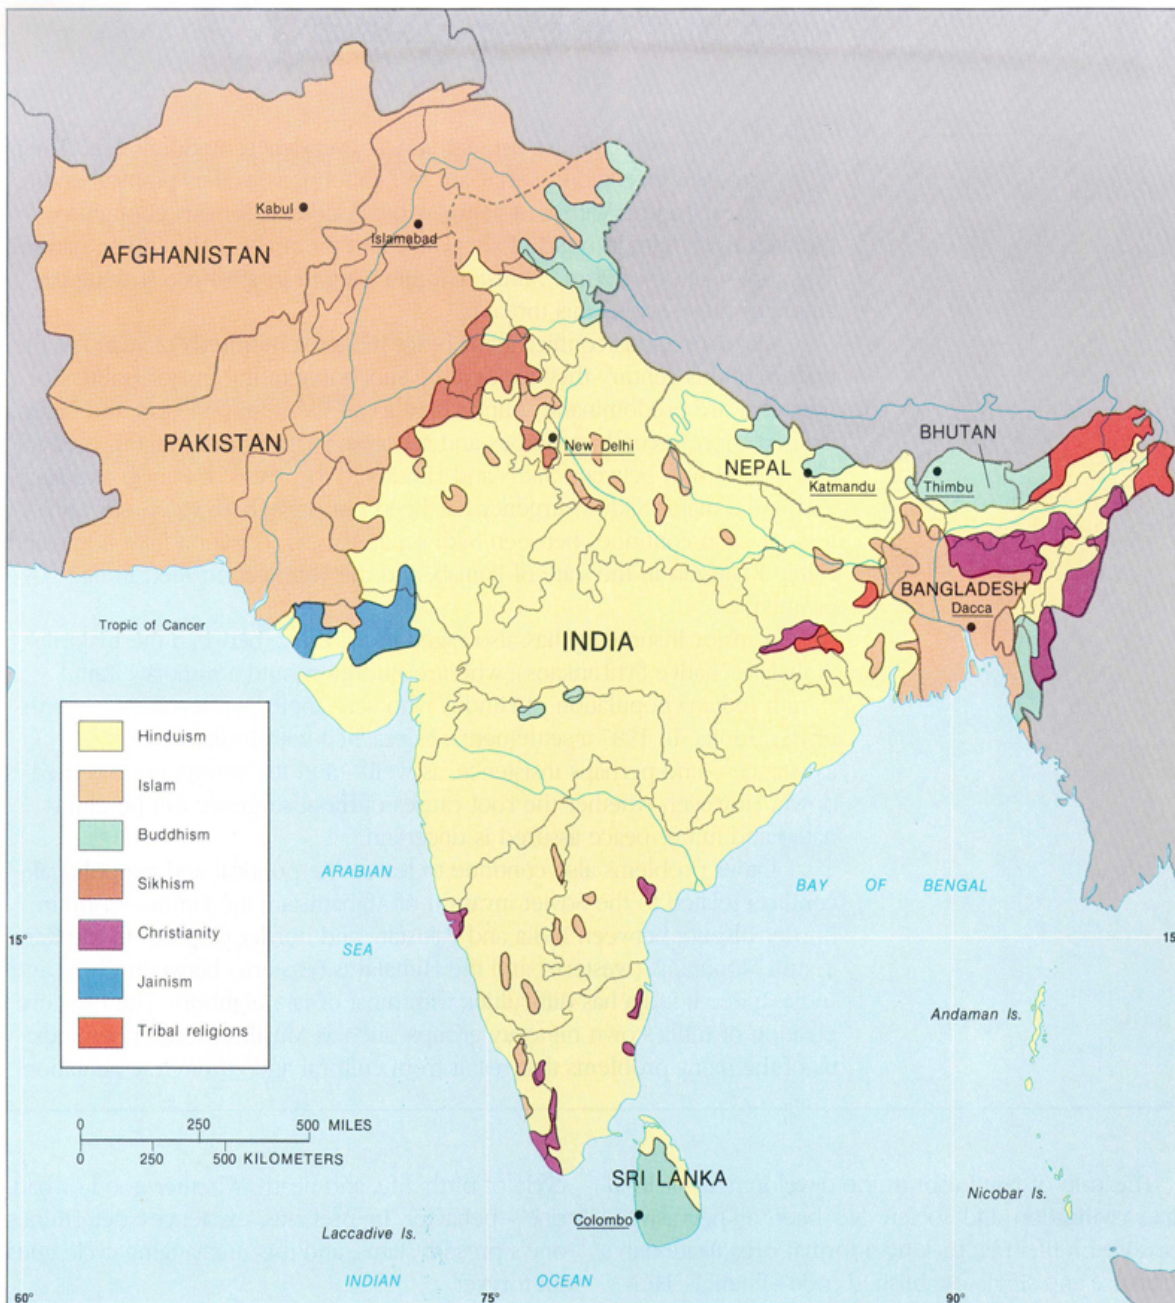 Kabul
Islamabad
AFGHANISTAN
PAKISTAN
New Delhi
NEPAL
Katmandu
BHUTAN
Thimbu
BANGLADESH
Dacca
Tropic of Cancer
INDIA
Hinduism
Islam
Buddhism
Sikhism
Christianity
Jainism
Tribal religions
ARABIAN
SEA
BAY OF BENGAL
15°
15
Andaman Is.
0 250 500 MILES
0 250 500 KILOMETERS
SRI LANKA
Colombo
Nicobar Is.
Laccadive Is.
INDIAN OCEAN
60°
75°
90°